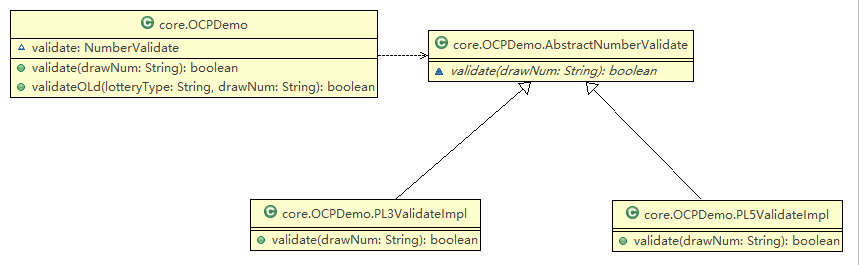 core.OCPDemo
validate: NumberValidate
validate(drawNum: String): boolean
validateOLd(lotteryType: String, drawNum: String): boolean
core.OCPDemo.AbstractNumberValidate
validate(drawNum: String): boolean
core.OCPDemo.PL3ValidateImpl
validate(drawNum: String): boolean
core.OCPDemo.PL5ValidateImpl
validate(drawNum: String): boolean